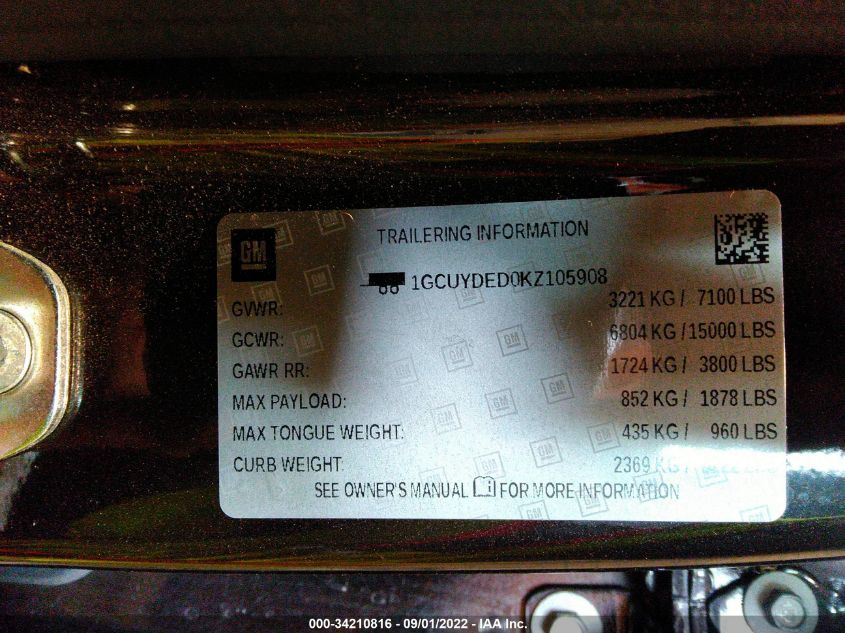 GM
TRAILERING INFORMATION
1GCUYDED0KZ105908
GVWR: 3221 KG / 7100 LBS
GCWR: 6804 KG / 15000 LBS
GAWR RR: 1724 KG / 3800 LBS
MAX PAYLOAD: 852 KG / 1878 LBS
MAX TONGUE WEIGHT: 435 KG / 960 LBS
CURB WEIGHT: 2369 KG /
SEE OWNER'S MANUAL FOR MORE INFORMATION
000-34210816 - 09/01/2022 - IAA Inc.